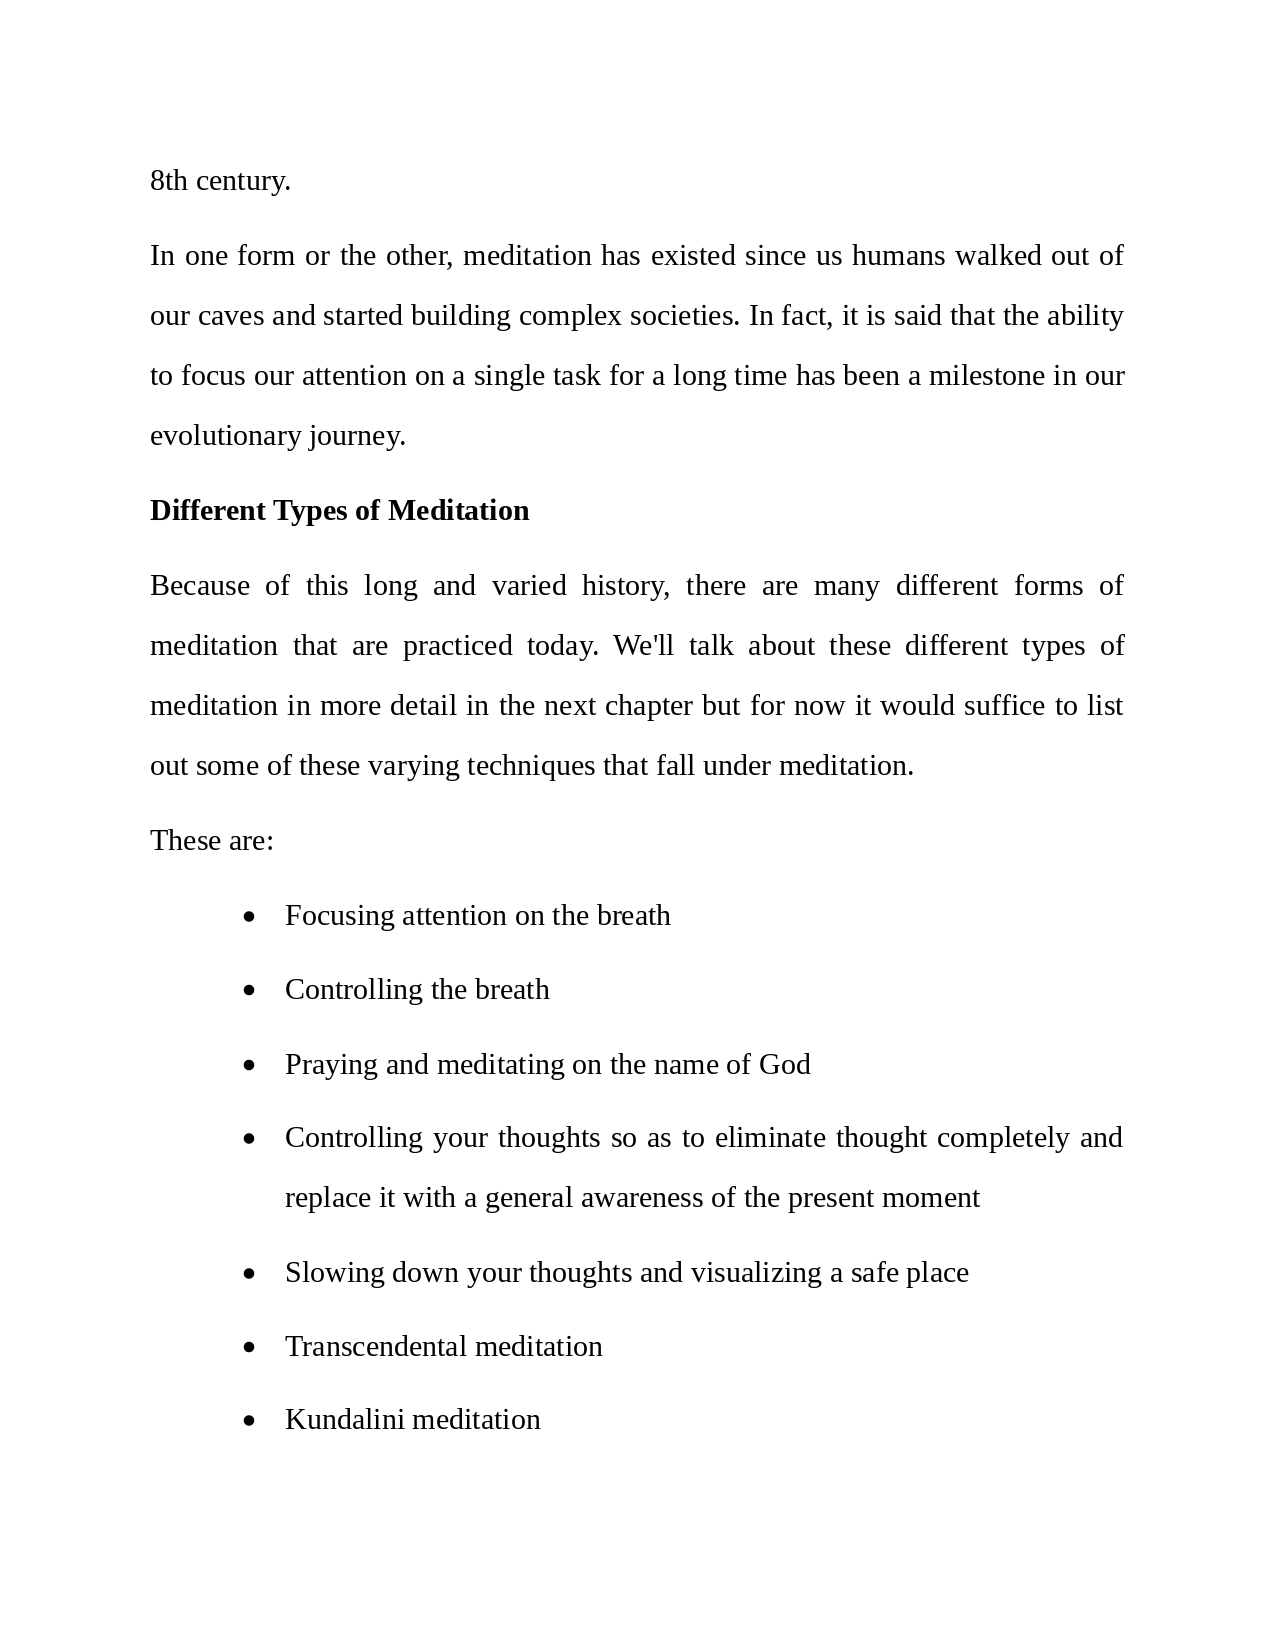 8th century.
In one form or the other, meditation has existed since us humans walked out of
our caves and started building complex societies. In fact, it is said that the ability
to focus our attention on a single task for a long time has been a milestone in our
evolutionary journey.
Different Types of Meditation
Because of this long and varied history, there are many different forms of
meditation that are practiced today. We'll talk about these different types of
meditation in more detail in the next chapter but for now it would suffice to list
out some of these varying techniques that fall under meditation.
These are:
• Focusing attention on the breath
• Controlling the breath
• Praying and meditating on the name of God
• Controlling your thoughts so as to eliminate thought completely and
replace it with a general awareness of the present moment
• Slowing down your thoughts and visualizing a safe place
• Transcendental meditation
• Kundalini meditation